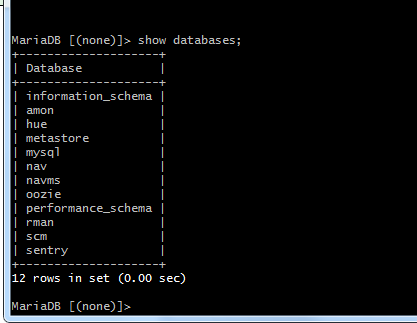 MariaDB [(none)]> show databases;
+--------------------+
| Database           |
+--------------------+
| information_schema |
| amon               |
| hue                |
| metastore          |
| mysql              |
| nav                |
| navms              |
| oozie              |
| performance_schema |
| rman               |
| scm                |
| sentry             |
+--------------------+
12 rows in set (0.00 sec)
MariaDB [(none)]>